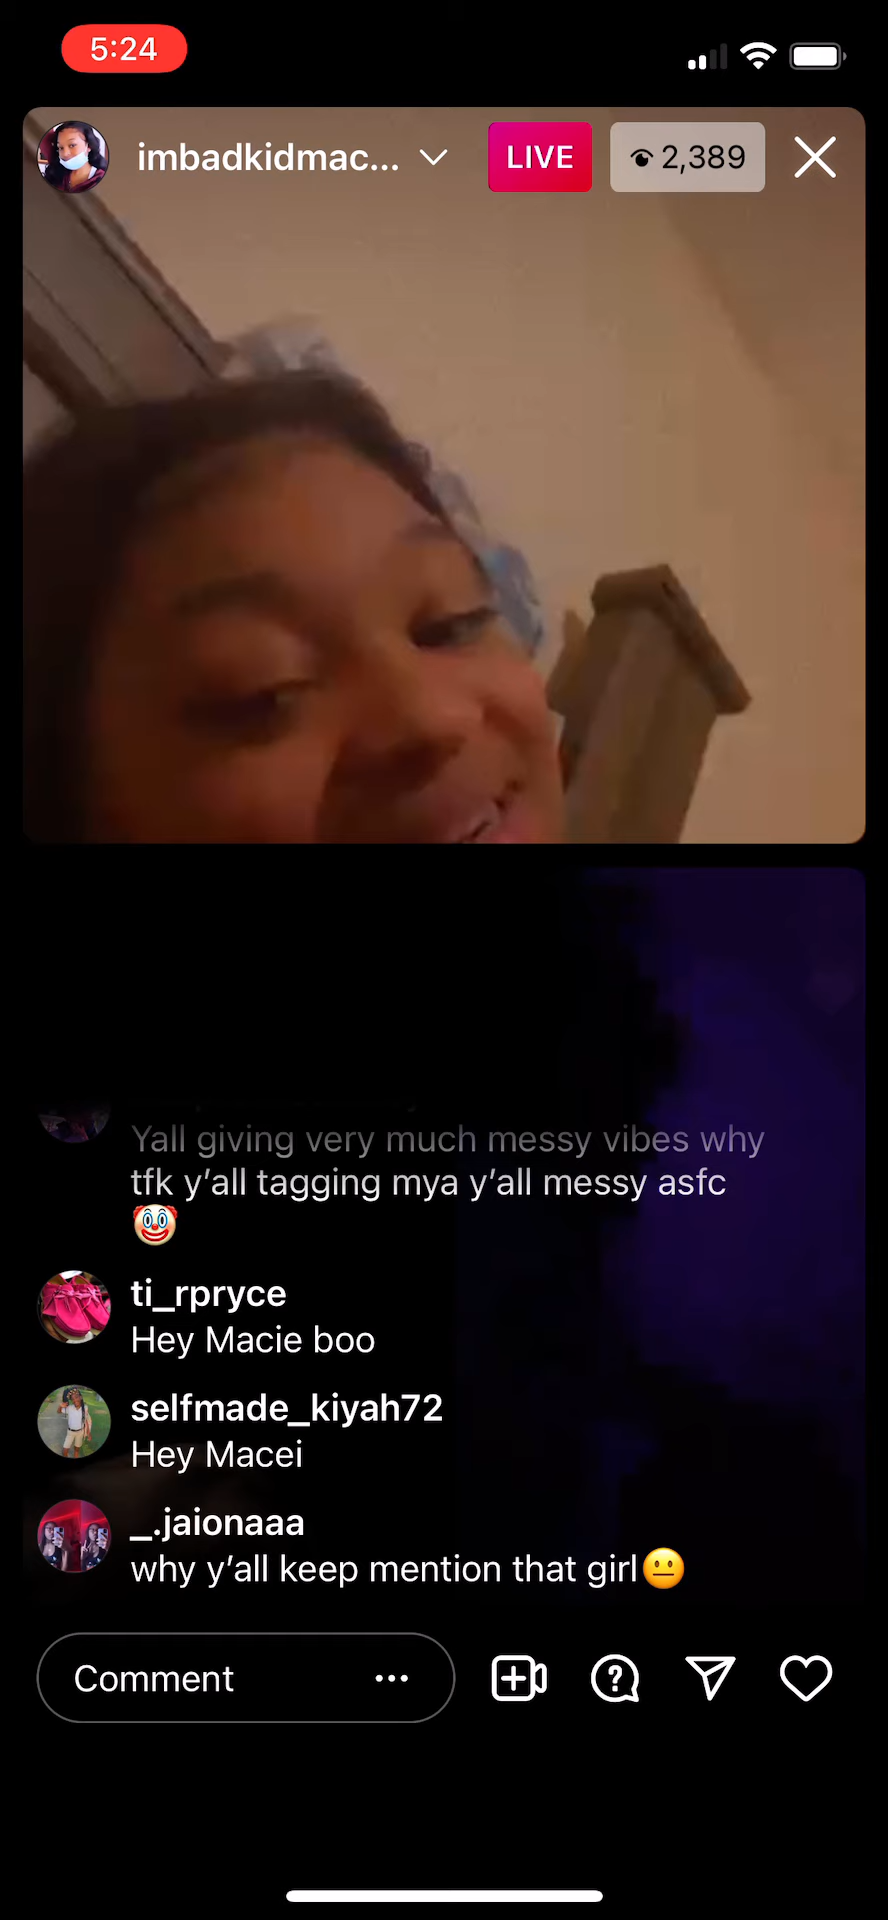 5:24
imbadkidmac...
LIVE
2,389
Yall giving very much messy vibes why
tfk y’all tagging mya y’all messy asfc
🤡
ti_rpryce
Hey Macie boo
selfmade_kiyah72
Hey Macei
_.jaionaaa
why y’all keep mention that girl😐
Comment